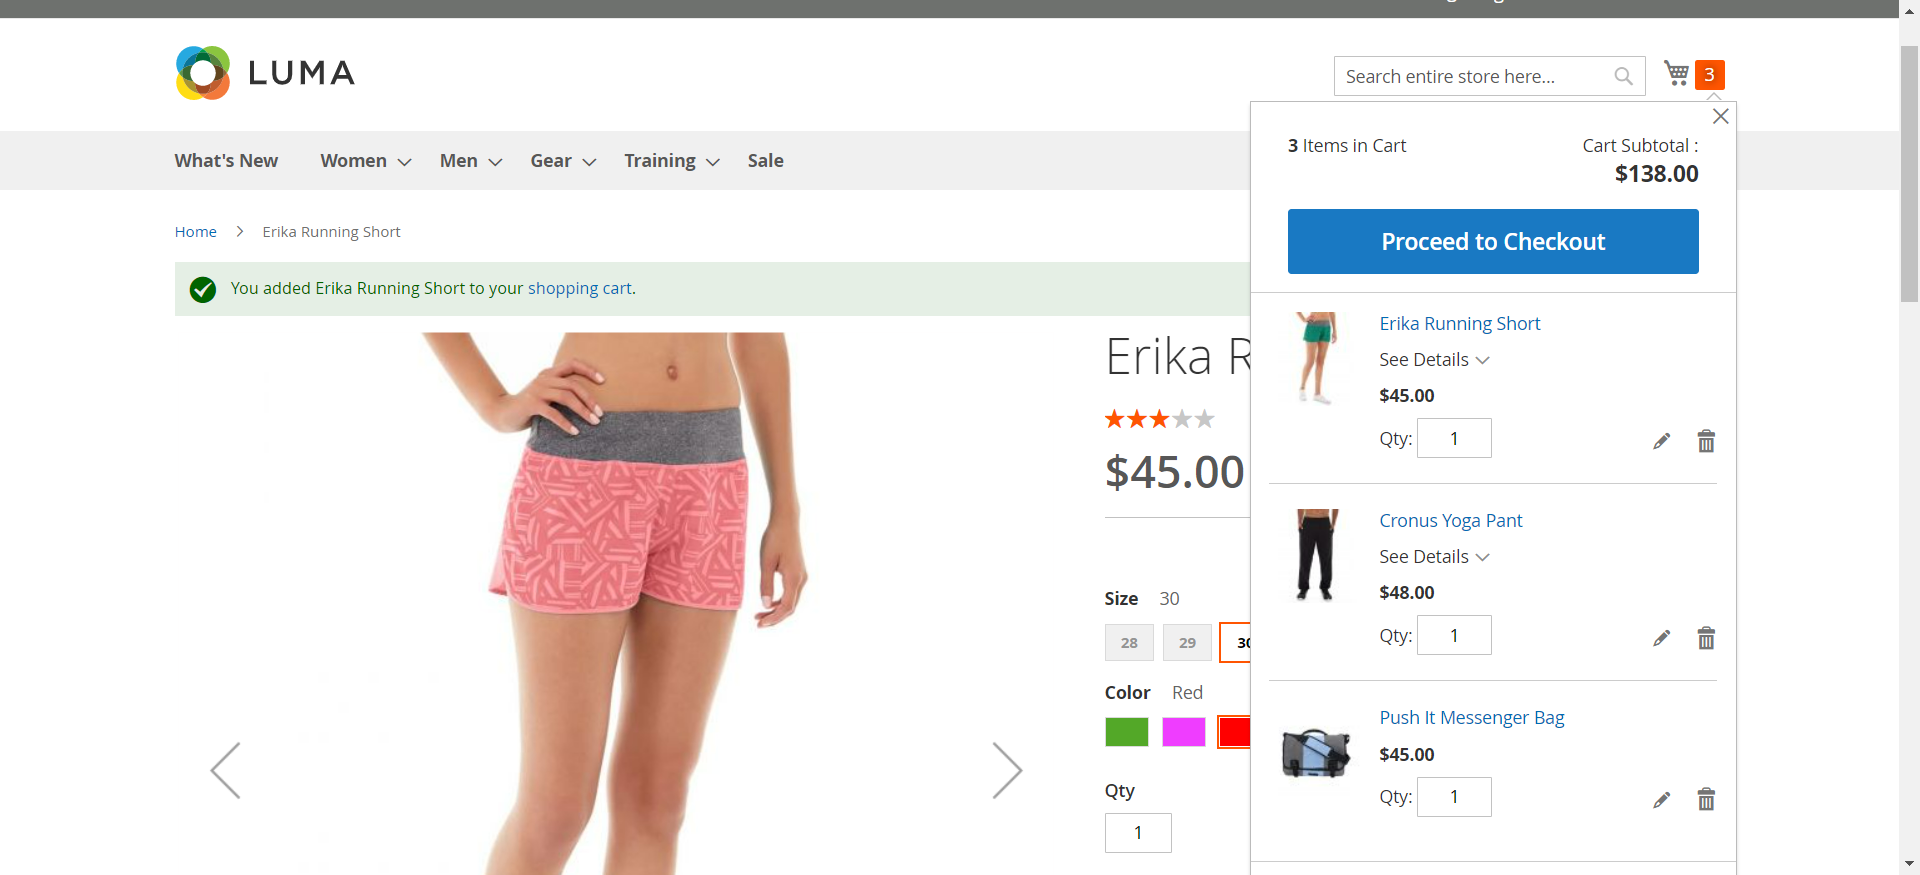 LUMA
Search entire store here...
3
What's New
Women
Men
Gear
Training
Sale
3 Items in Cart
Cart Subtotal :
$138.00
Proceed to Checkout
Home
Erika Running Short
You added Erika Running Short to your shopping cart.
Erika R
$45.00
Size 30
28
29
30
Color Red
Qty
1
Erika Running Short
See Details
$45.00
Qty: 1
Cronus Yoga Pant
See Details
$48.00
Qty: 1
Push It Messenger Bag
$45.00
Qty: 1